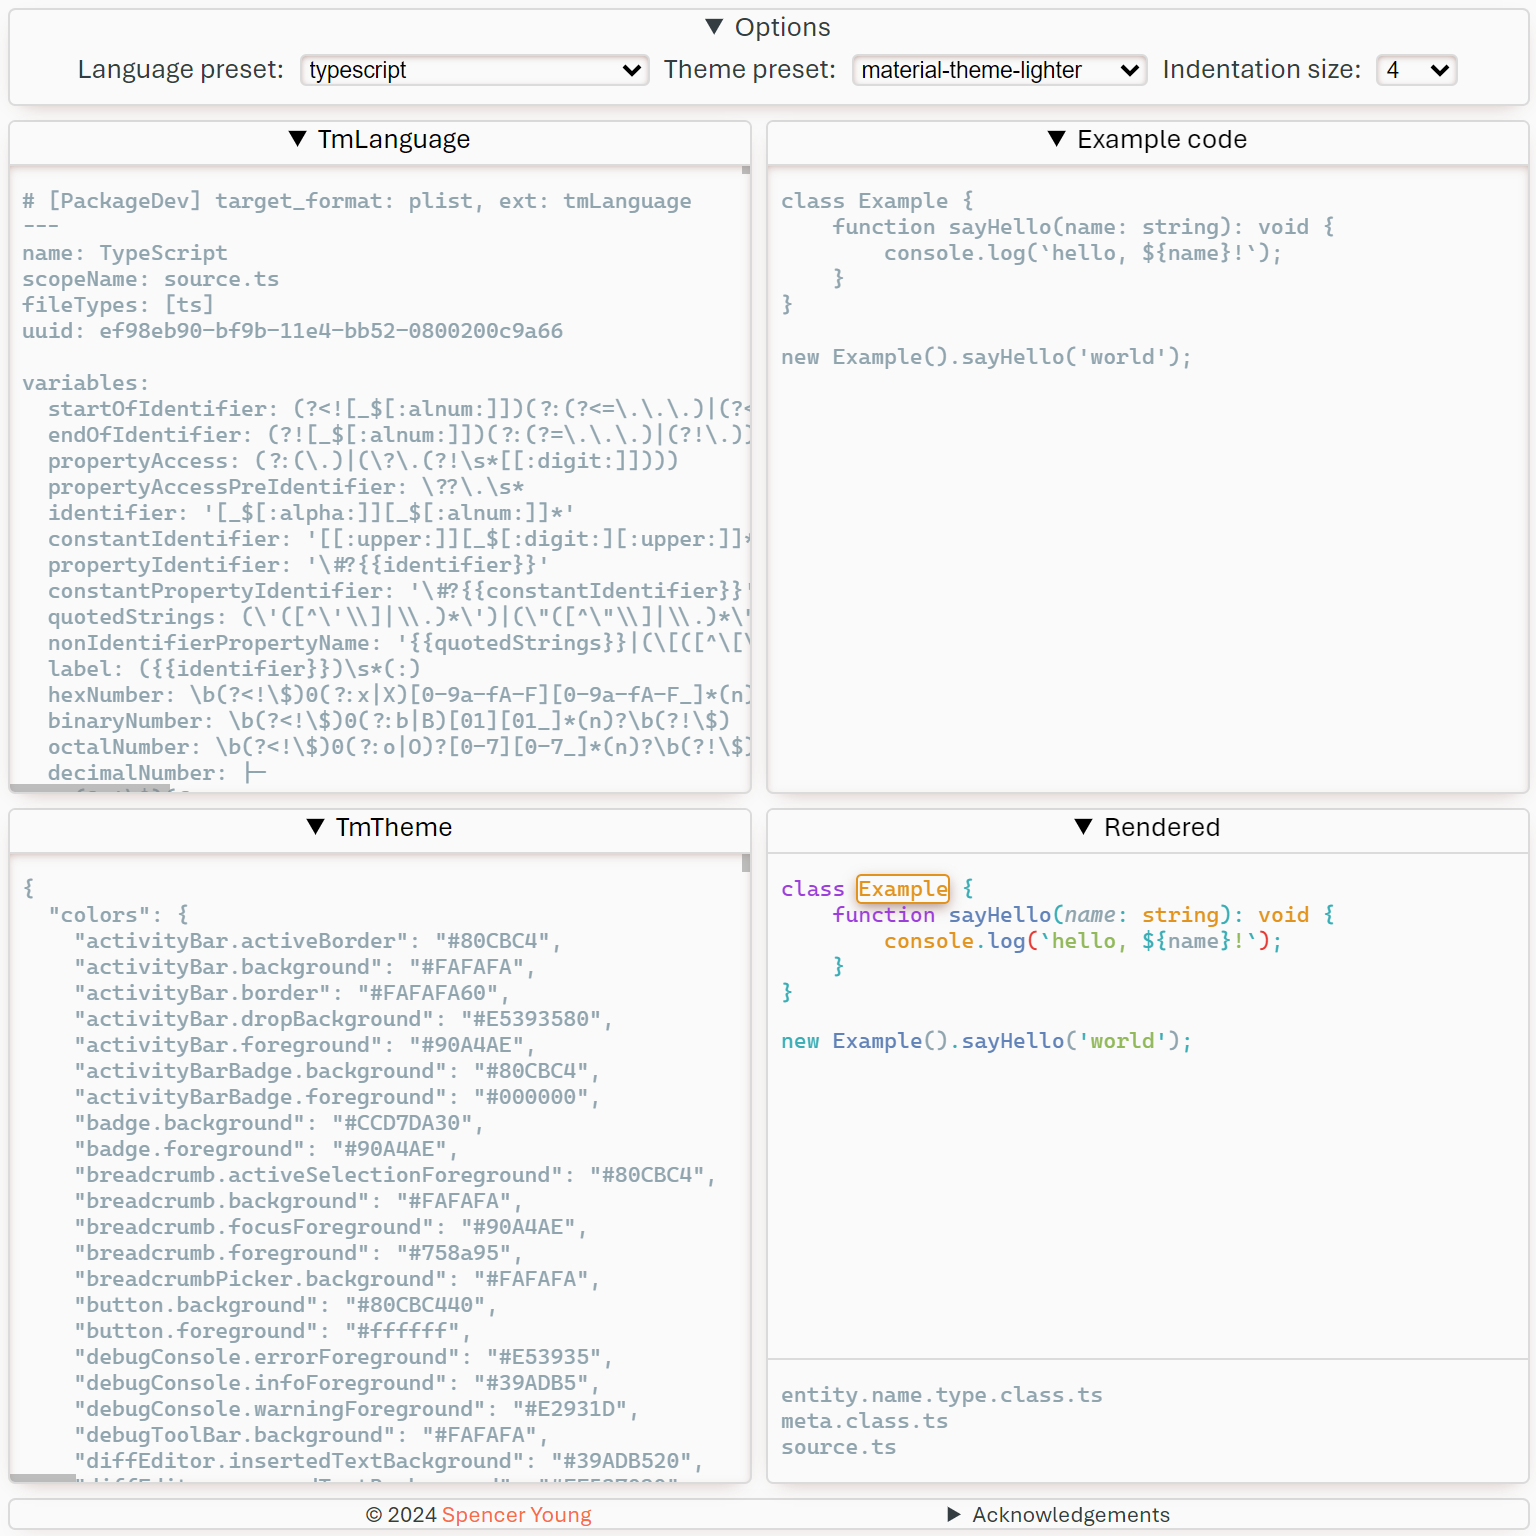 ▼ Options
Language preset: typescript Theme preset: material-theme-lighter Indentation size: 4
▼ TmLanguage
# [PackageDev] target_format: plist, ext: tmLanguage
---
name: TypeScript
scopeName: source.ts
fileTypes: [ts]
uuid: ef98eb90-bf9b-11e4-bb52-0800200c9a66
variables:
  startOfIdentifier: (?<![_$[:alnum:]])(?:(?<=\.\.\.)|(?<
  endOfIdentifier: (?![_$[:alnum:]])(?:(?=\.\.\.)|(?!\.))
  propertyAccess: (?:(\.)|(\?\.(?!\s*[[:digit:]])))
  propertyAccessPreIdentifier: \??\.\s*
  identifier: '[_$[:alpha:]][_$[:alnum:]]*'
  constantIdentifier: '[[:upper:]][_$[:digit:][:upper:]]*
  propertyIdentifier: '\#?{{identifier}}'
  constantPropertyIdentifier: '\#?{{constantIdentifier}}'
  quotedStrings: (\'([^\'\\]|\\.)*\')|(\"([^\"\\]|\\.)*\"
  nonIdentifierPropertyName: '{{quotedStrings}}|(\[([^\[\
  label: ({{identifier}})\s*(:)
  hexNumber: \b(?<!\$)0(?:x|X)[0-9a-fA-F][0-9a-fA-F_]*(n)
  binaryNumber: \b(?<!\$)0(?:b|B)[01][01_]*(n)?\b(?!\$)
  octalNumber: \b(?<!\$)0(?:o|O)?[0-7][0-7_]*(n)?\b(?!\$)
  decimalNumber: |-
▼ Example code
class Example {
    function sayHello(name: string): void {
        console.log(`hello, ${name}!`);
    }
}
new Example().sayHello('world');
▼ TmTheme
{
  "colors": {
    "activityBar.activeBorder": "#80CBC4",
    "activityBar.background": "#FAFAFA",
    "activityBar.border": "#FAFAFA60",
    "activityBar.dropBackground": "#E5393580",
    "activityBar.foreground": "#90A4AE",
    "activityBarBadge.background": "#80CBC4",
    "activityBarBadge.foreground": "#000000",
    "badge.background": "#CCD7DA30",
    "badge.foreground": "#90A4AE",
    "breadcrumb.activeSelectionForeground": "#80CBC4",
    "breadcrumb.background": "#FAFAFA",
    "breadcrumb.focusForeground": "#90A4AE",
    "breadcrumb.foreground": "#758a95",
    "breadcrumbPicker.background": "#FAFAFA",
    "button.background": "#80CBC440",
    "button.foreground": "#ffffff",
    "debugConsole.errorForeground": "#E53935",
    "debugConsole.infoForeground": "#39ADB5",
    "debugConsole.warningForeground": "#E2931D",
    "debugToolBar.background": "#FAFAFA",
    "diffEditor.insertedTextBackground": "#39ADB520",
▼ Rendered
class Example {
    function sayHello(name: string): void {
        console.log(`hello, ${name}!`);
    }
}
new Example().sayHello('world');
entity.name.type.class.ts
meta.class.ts
source.ts
© 2024 Spencer Young
▶ Acknowledgements